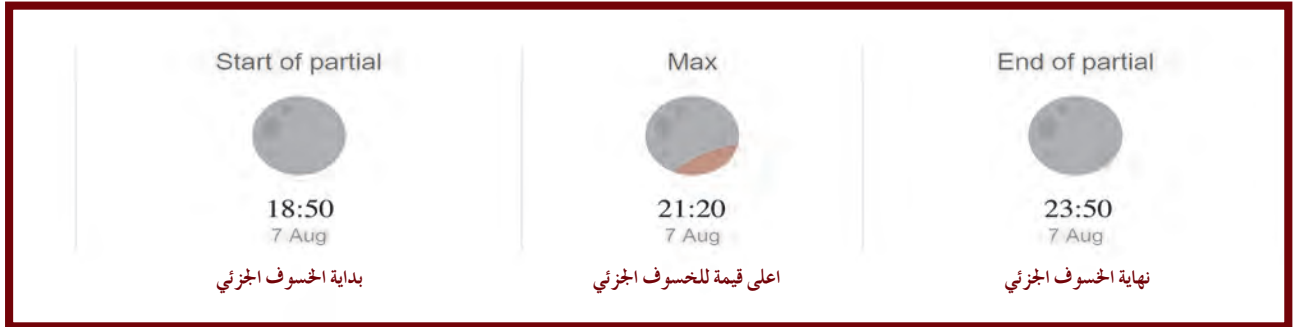 Start of partial
18:50
7 Aug
بداية الخسوف الجزئي
Max
21:20
7 Aug
اعلى قيمة للخسوف الجزئي
End of partial
23:50
7 Aug
نهاية الخسوف الجزئي